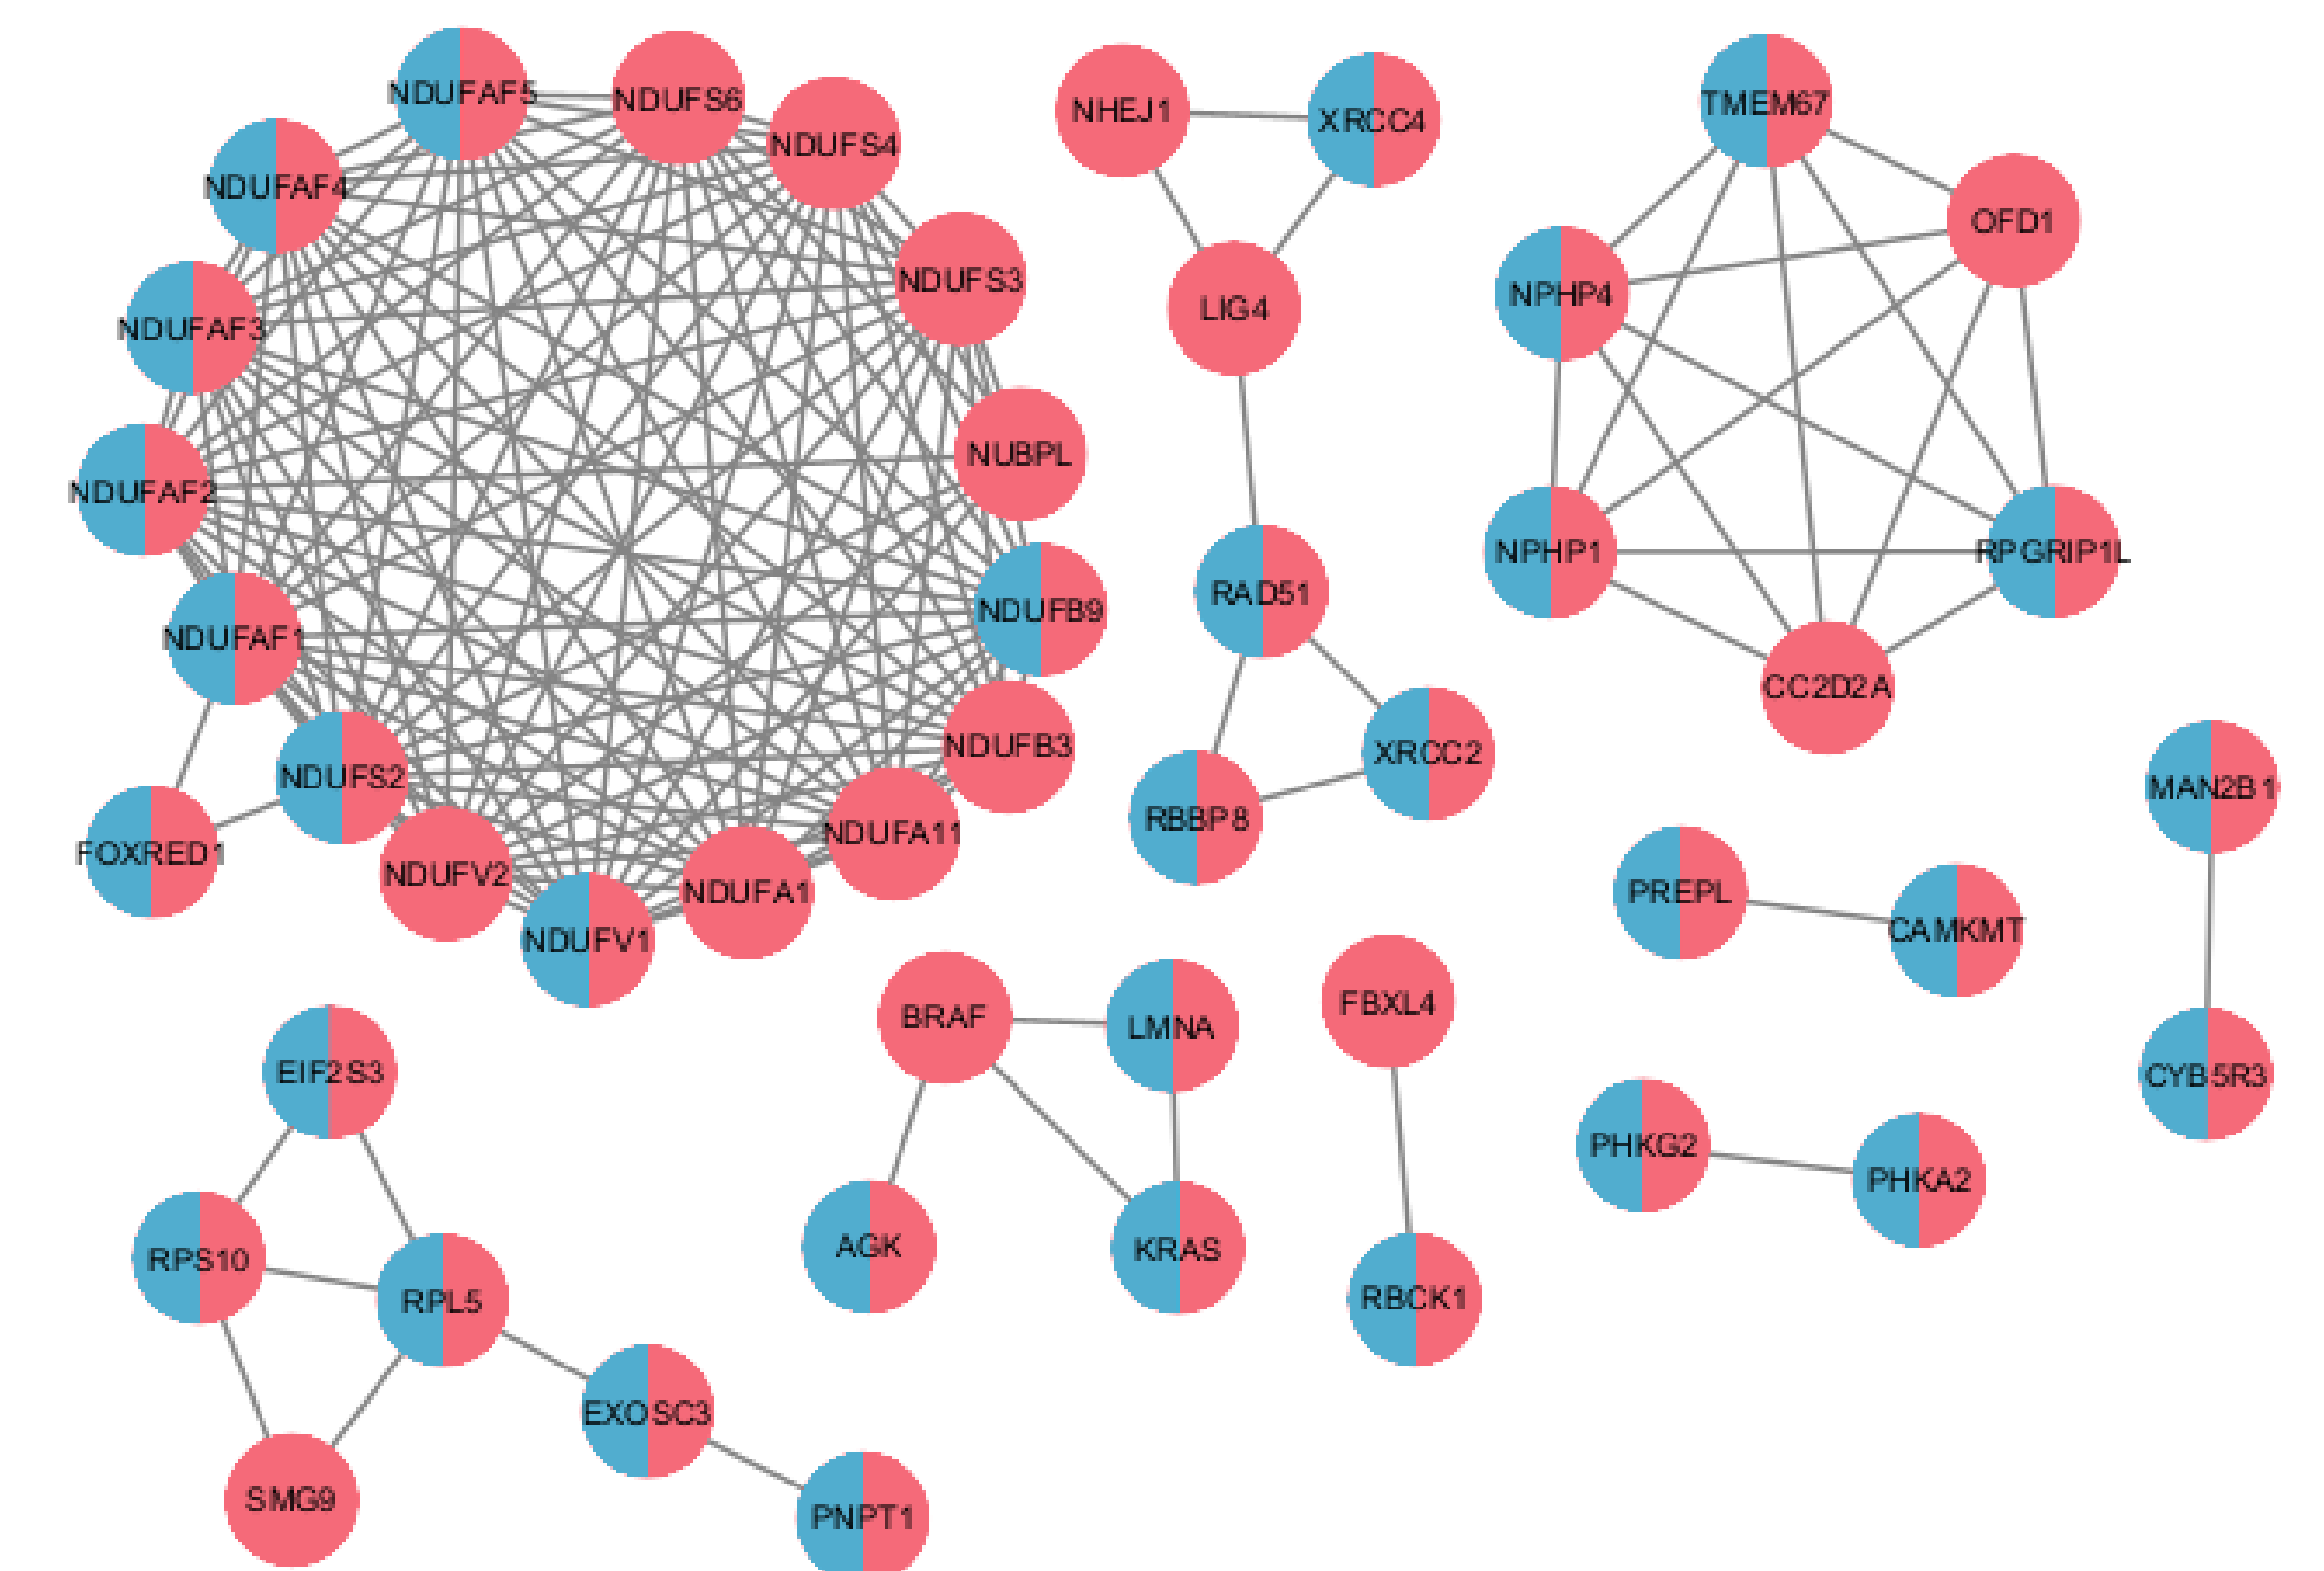 NDUFAF5
NDUFS6
NDUFS4
NDUFAF4
NDUFS3
NDUFAF3
NUBPL
NDUFAF2
NDUFB9
NDUFAF1
NDUFB3
NDUFS2
NDUFA11
FOXRED1
NDUFV2
NDUFA1
NDUFV1
NHEJ1
XRCC4
LIG4
RAD51
XRCC2
RBBP8
TMEM67
OFD1
NPHP4
NPHP1
RPGRIP1L
CC2D2A
MAN2B1
PREPL
CAMKMT
CYB5R3
PHKG2
PHKA2
BRAF
LMNA
FBXL4
AGK
KRAS
RBCK1
EIF2S3
RPS10
RPL5
EXOSC3
SMG9
PNPT1